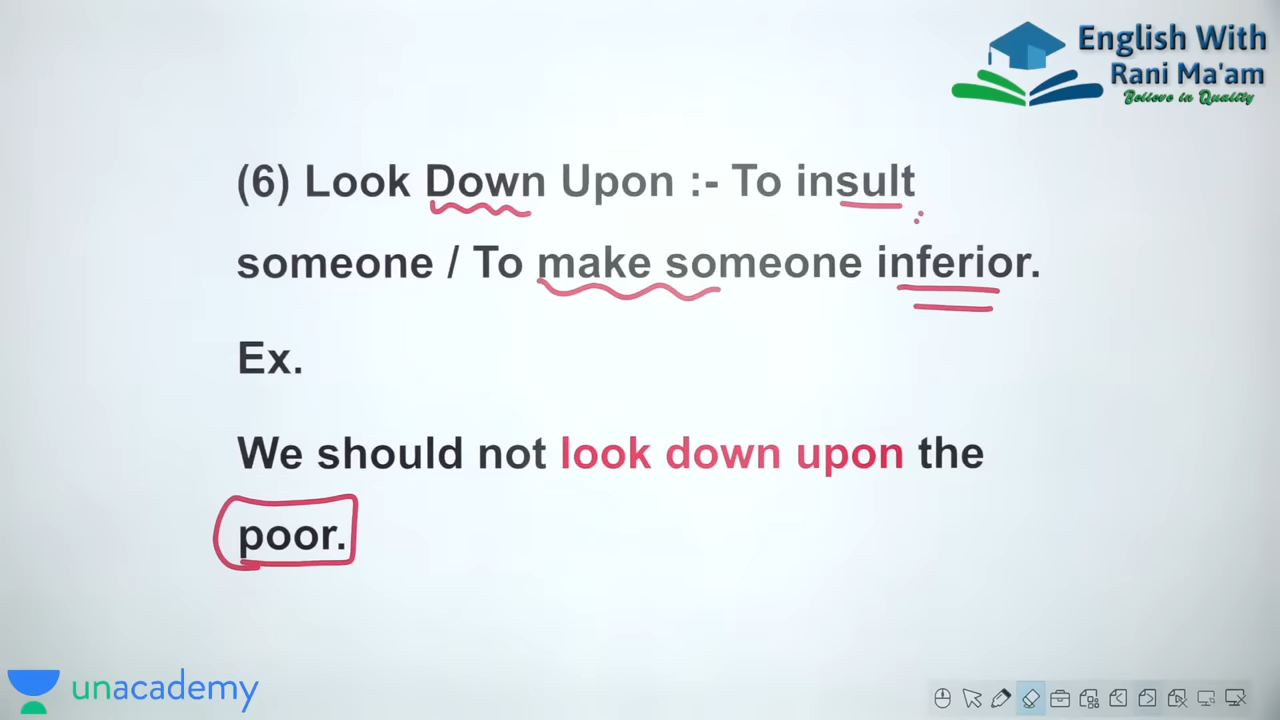 English With
Rani Ma'am
Believe in Quality
(6) Look Down Upon :- To insult
someone / To make someone inferior.
Ex.
We should not look down upon the
poor.
unacademy